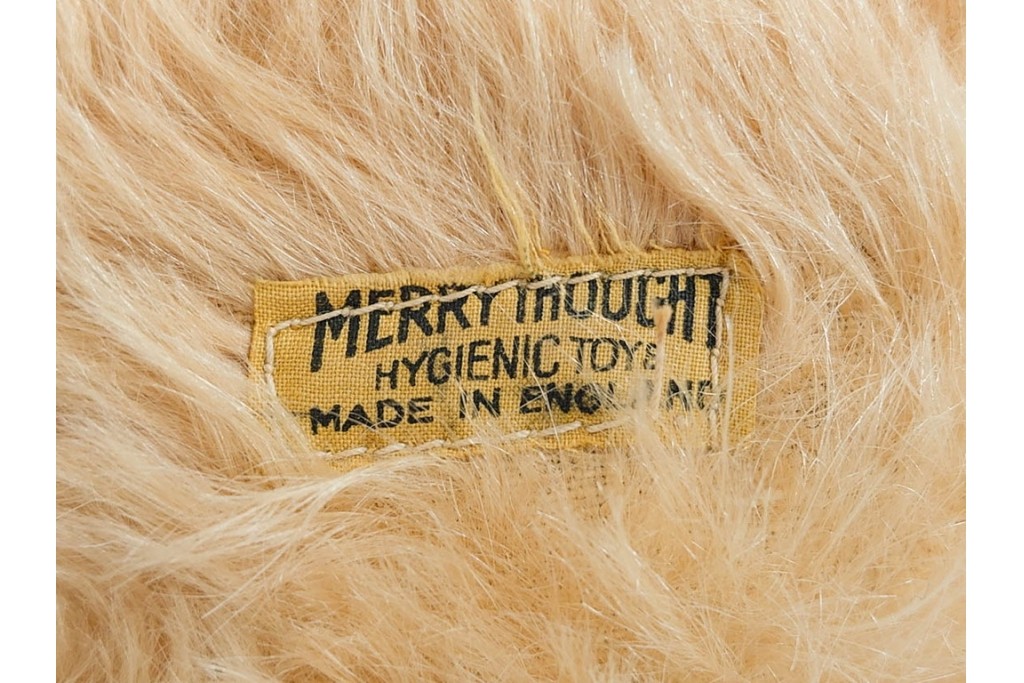 MERRYTHOUGHT
HYGIENIC TOYS
MADE IN ENGLAND